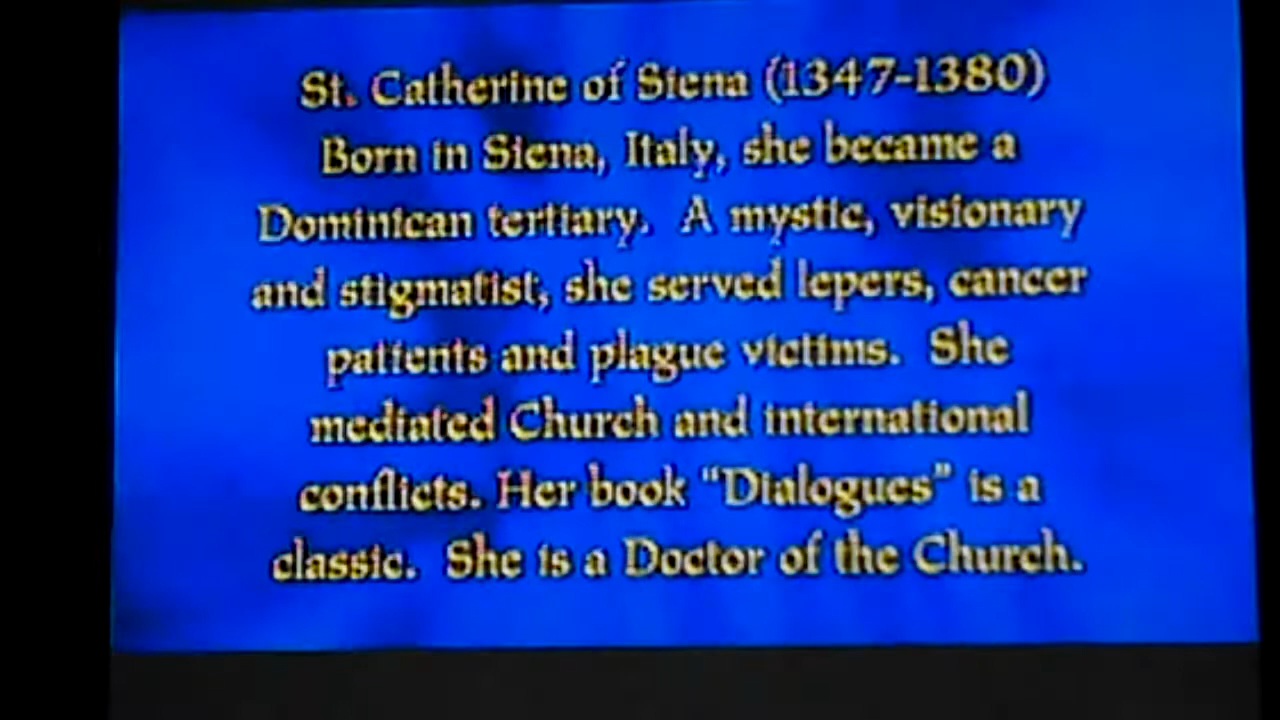 St. Catherine of Siena (1347-1380)
Born in Siena, Italy, she became a
Dominican tertiary. A mystic, visionary
and stigmatist, she served lepers, cancer
patients and plague victims. She
mediated Church and international
conflicts. Her book “Dialogues” is a
classic. She is a Doctor of the Church.